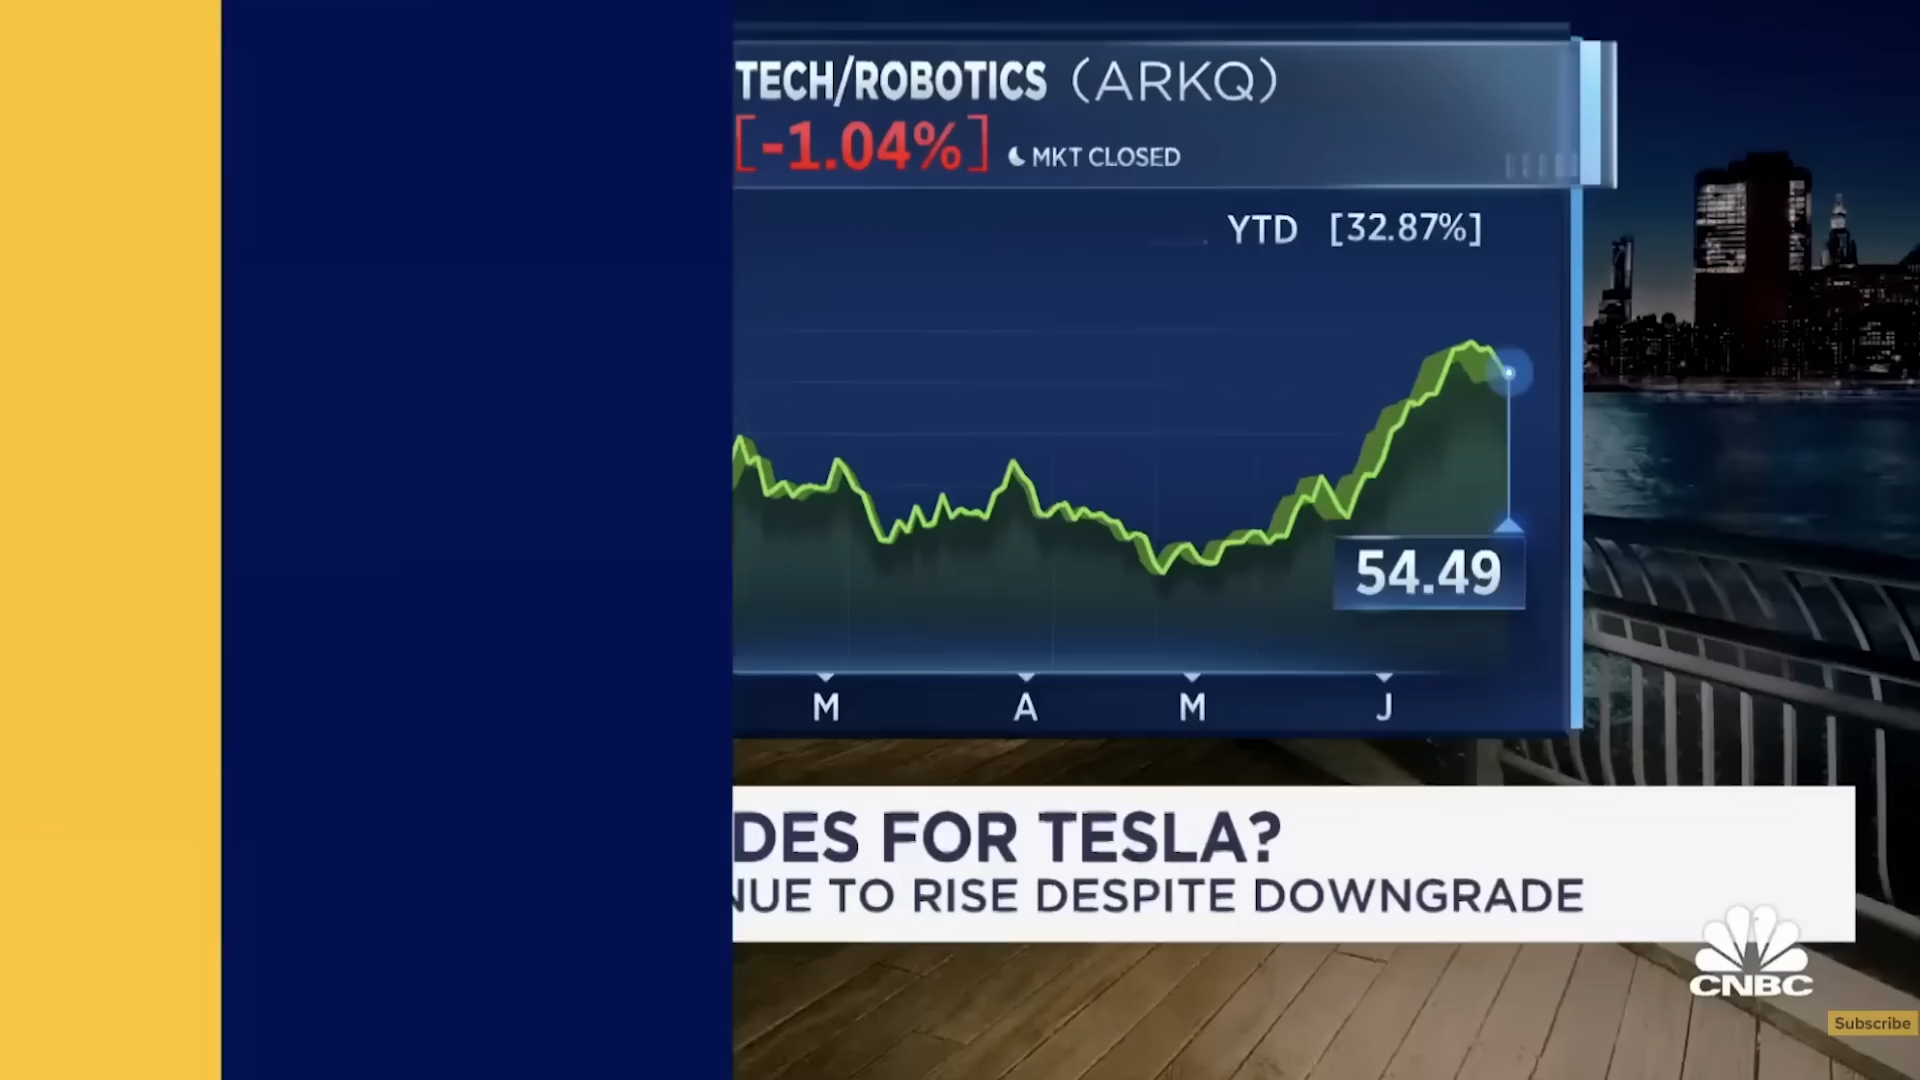 TECH/ROBOTICS (ARKQ)
[-1.04%] MKT CLOSED
YTD [32.87%]
54.49
M A M J
DES FOR TESLA?
NUE TO RISE DESPITE DOWNGRADE
CNBC
Subscribe